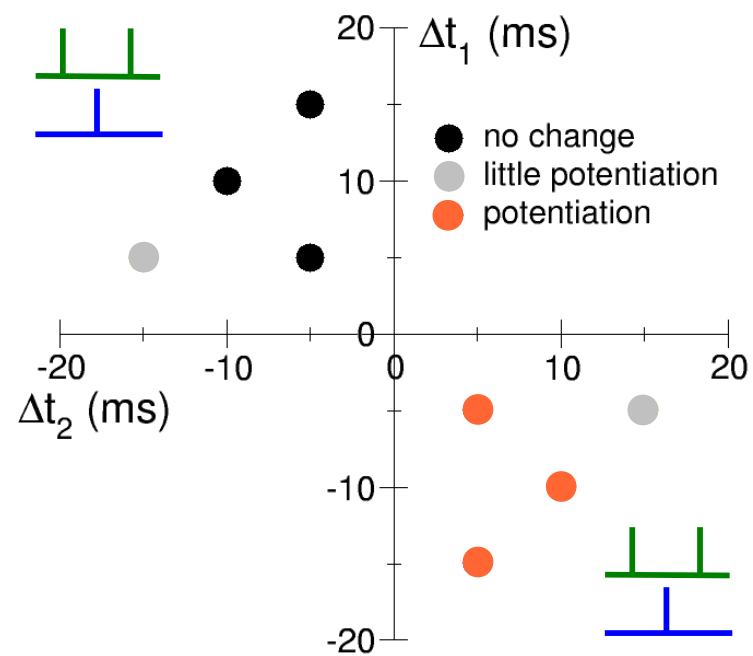 20
Δt1 (ms)
no change
10
little potentiation
potentiation
0
-20
-10
0
10
20
Δt2 (ms)
-10
-20